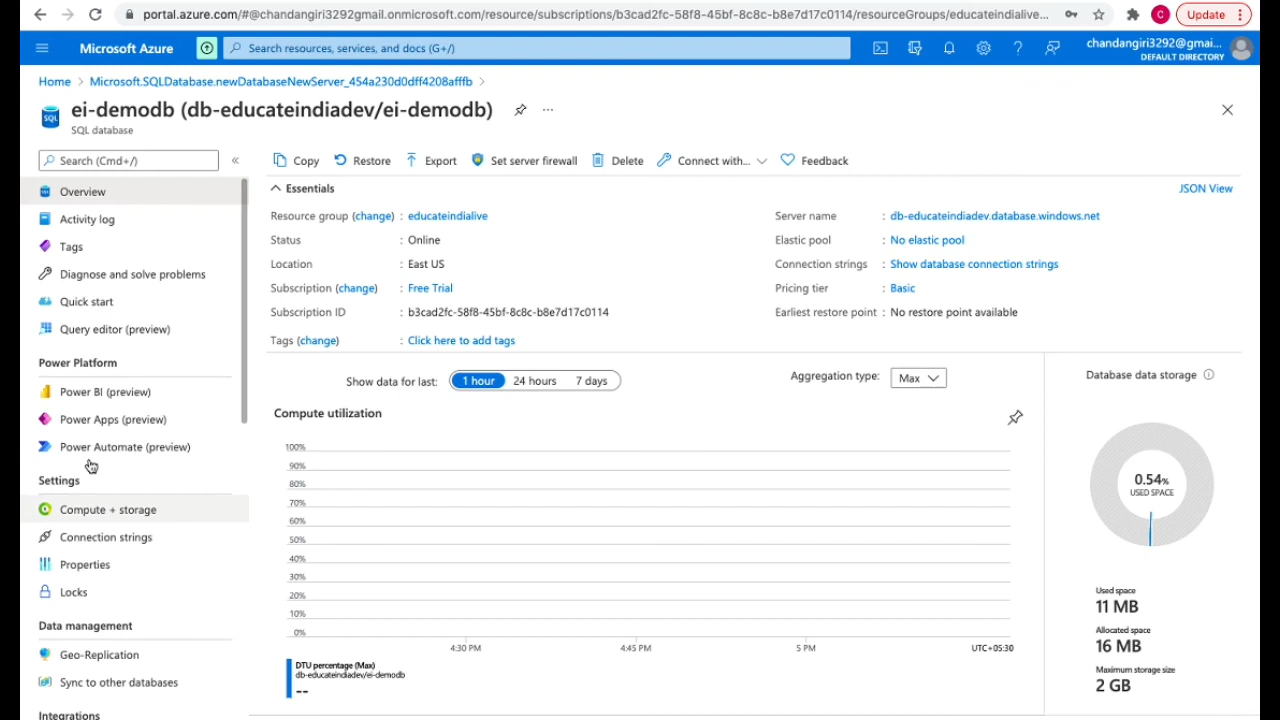 portal.azure.com/#@chandangiri3292gmail.onmicrosoft.com/resource/subscriptions/b3cad2fc-58f8-45bf-8c8c-b8e7d17c0114/resourceGroups/educateindialive...
C
Update
Microsoft Azure
Search resources, services, and docs (G+/)
chandangiri3292@gmai...
DEFAULT DIRECTORY
Home > Microsoft.SQLDatabase.newDatabaseNewServer_454a230d0dff4208afffb >
SQL
ei-demodb (db-educateindiadev/ei-demodb)
SQL database
Search (Cmd+/)
«
Copy
Restore
Export
Set server firewall
Delete
Connect with...
Feedback
Overview
Activity log
Tags
Diagnose and solve problems
Quick start
Query editor (preview)
Power Platform
Power BI (preview)
Power Apps (preview)
Power Automate (preview)
Settings
Compute + storage
Connection strings
Properties
Locks
Data management
Geo-Replication
Sync to other databases
Integrations
Essentials
JSON View
Resource group (change) : educateindialive
Status : Online
Location : East US
Subscription (change) : Free Trial
Subscription ID : b3cad2fc-58f8-45bf-8c8c-b8e7d17c0114
Tags (change) : Click here to add tags
Server name : db-educateindiadev.database.windows.net
Elastic pool : No elastic pool
Connection strings : Show database connection strings
Pricing tier : Basic
Earliest restore point : No restore point available
Show data for last:
1 hour
24 hours
7 days
Aggregation type:
Max
Compute utilization
100%
90%
80%
70%
60%
50%
40%
30%
20%
10%
0%
4:30 PM
4:45 PM
5 PM
UTC+05:30
DTU percentage (Max)
db-educateindiadev/ei-demodb
--
Database data storage
0.54%
USED SPACE
Used space
11 MB
Allocated space
16 MB
Maximum storage size
2 GB